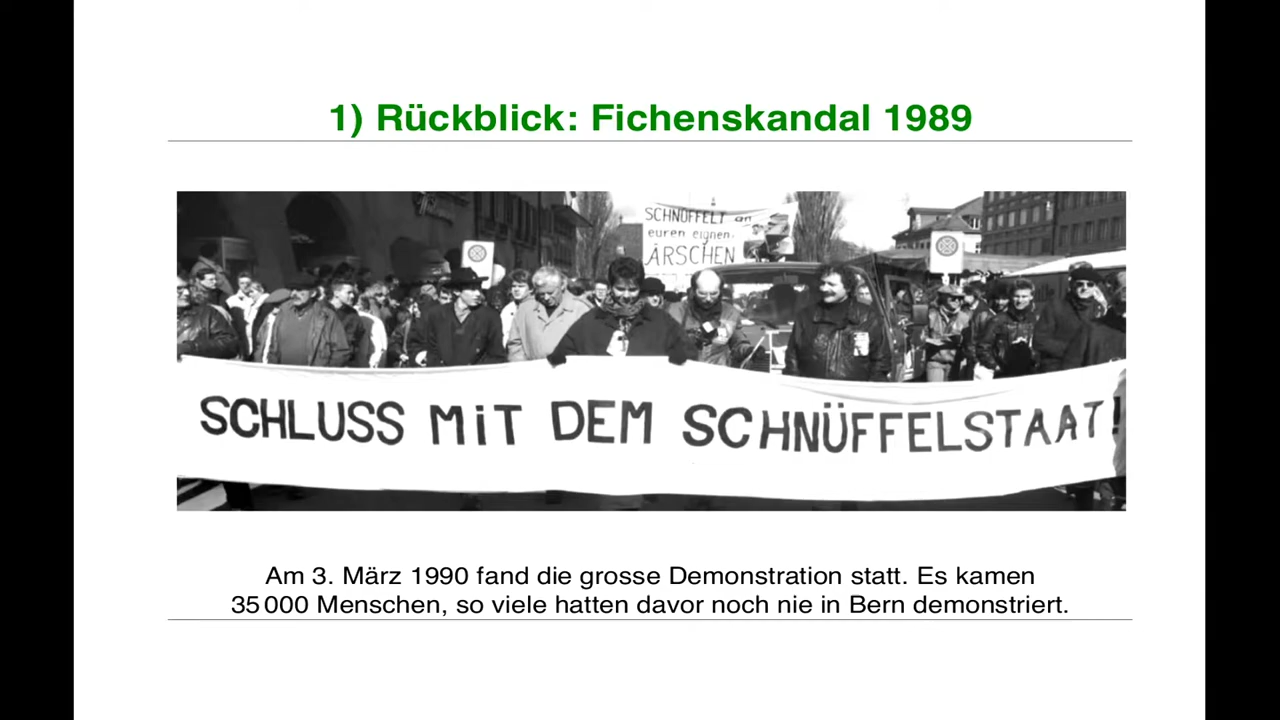 1) Rückblick: Fichenskandal 1989
SCHNÜFFELT an
euren eignen
ÄRSCHEN
SCHLUSS MiT DEM SCHNÜFFELSTAAT!
Am 3. März 1990 fand die grosse Demonstration statt. Es kamen
35 000 Menschen, so viele hatten davor noch nie in Bern demonstriert.